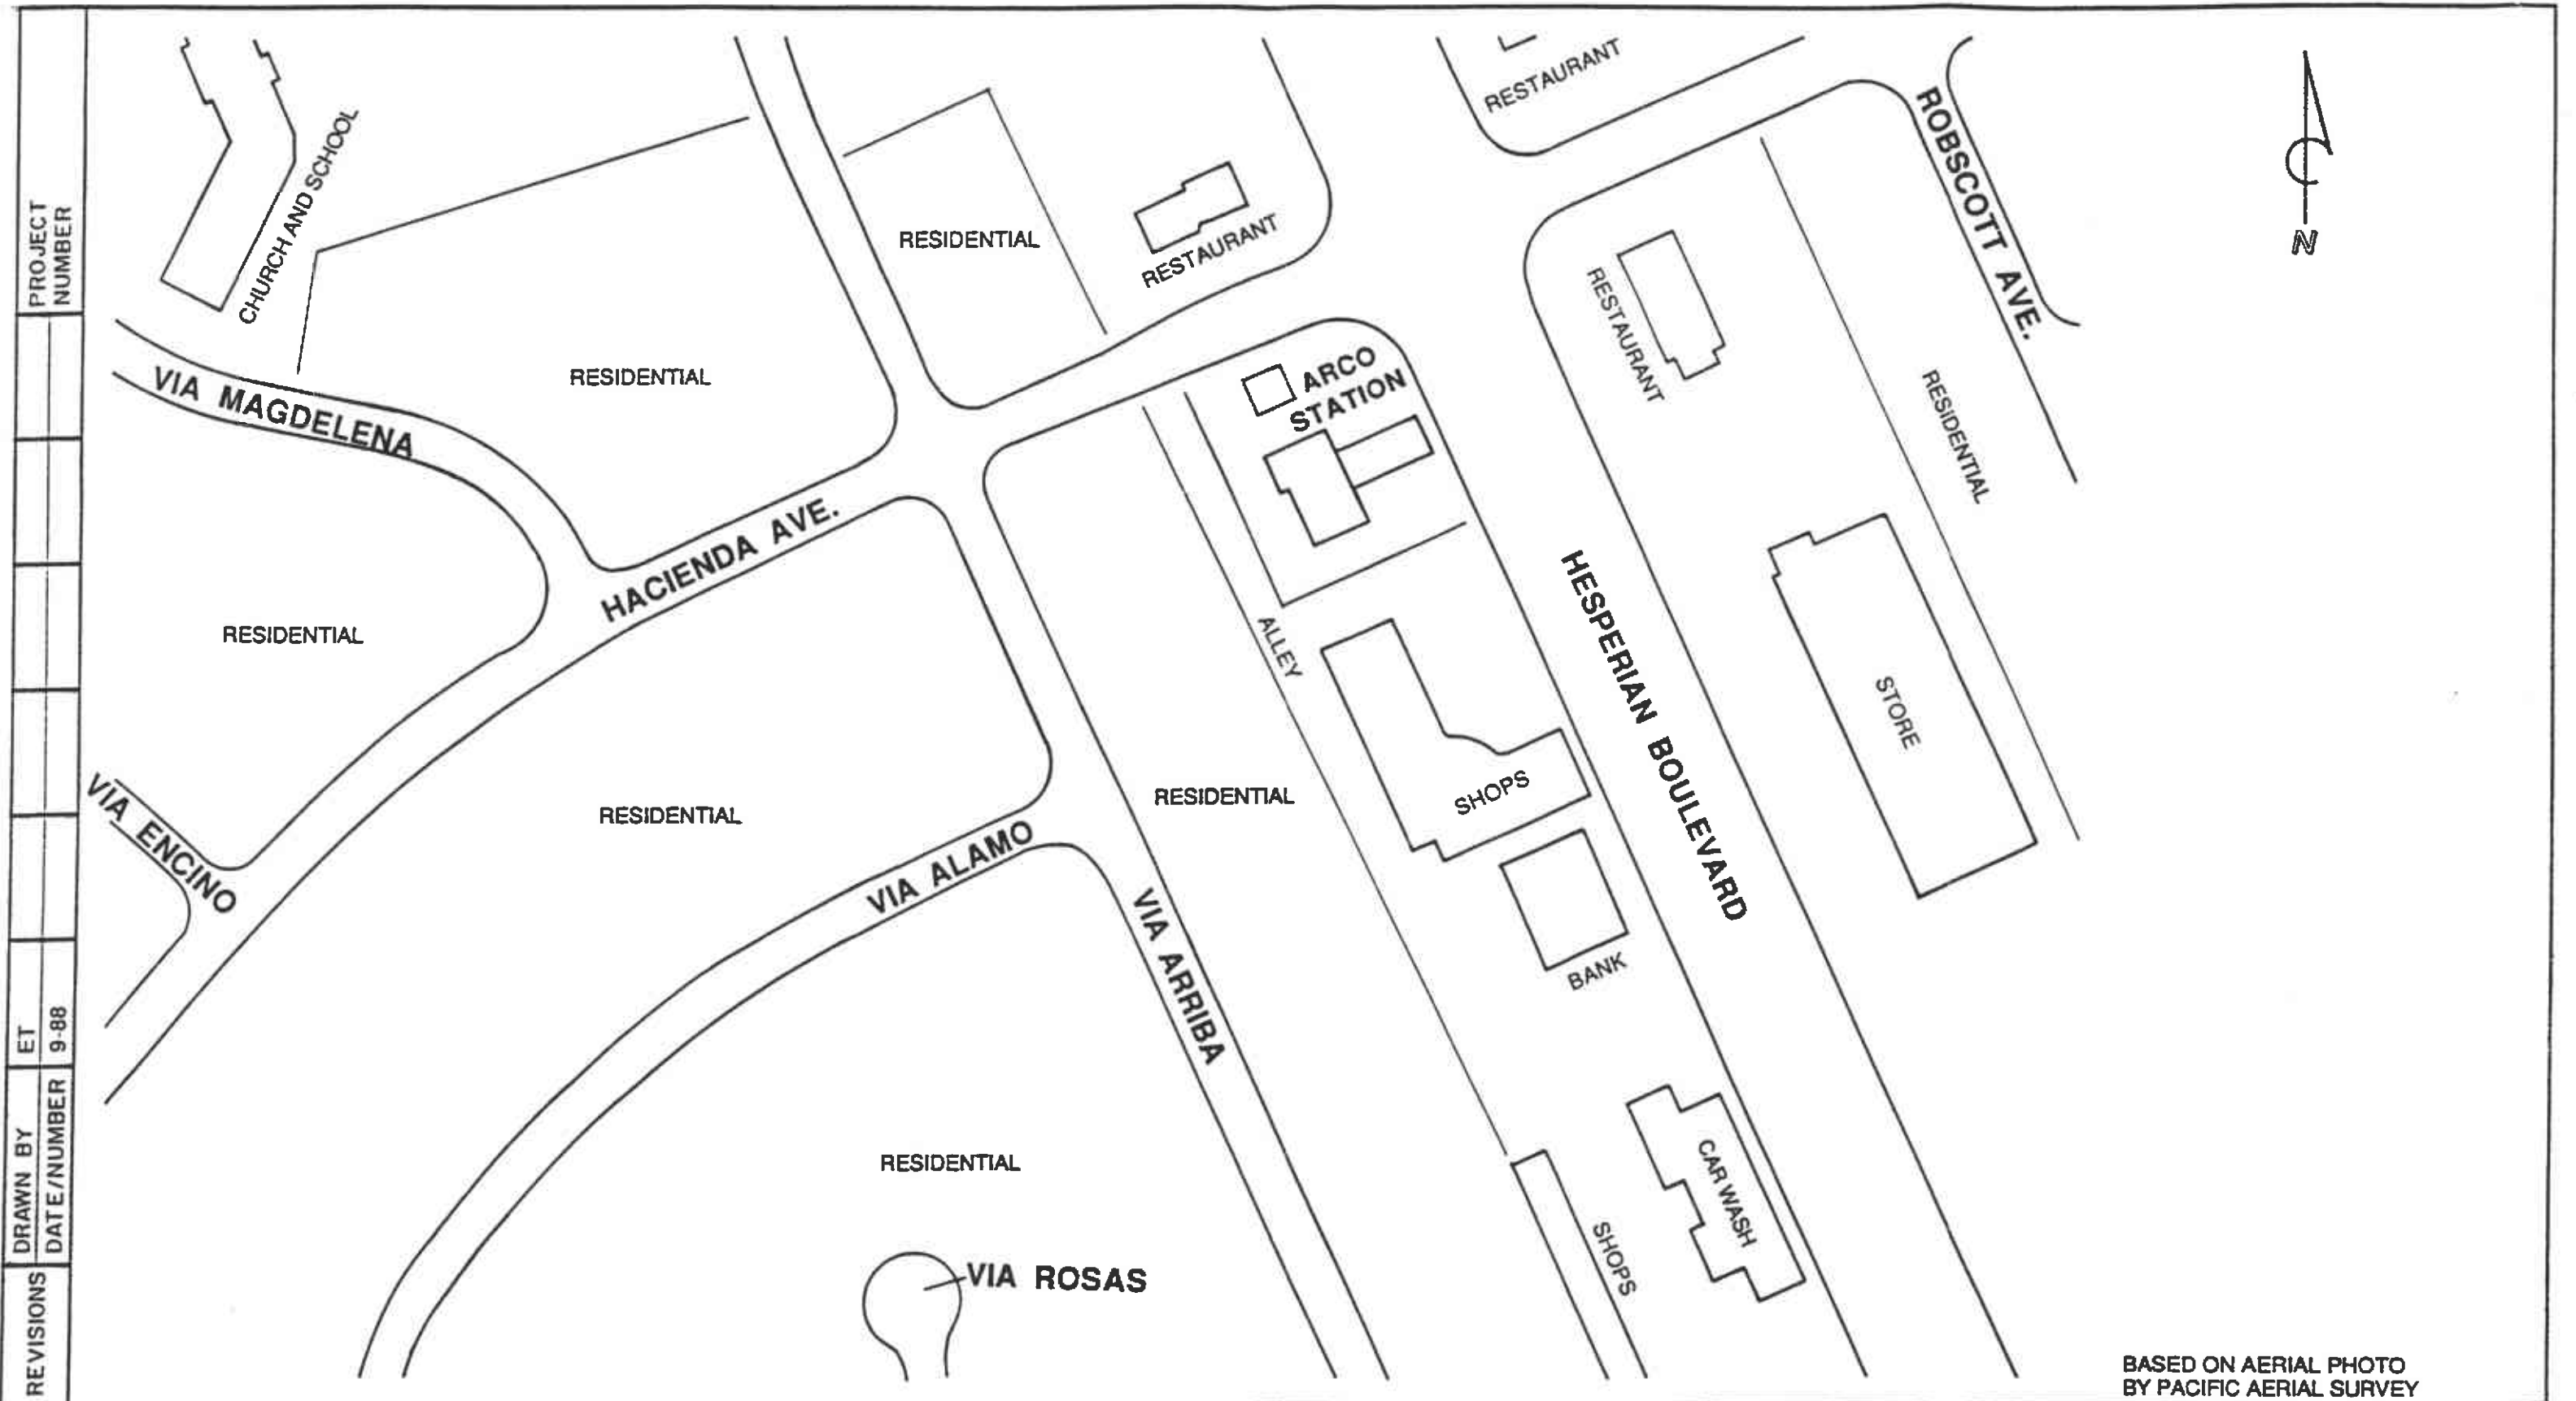 PROJECT
NUMBER
ET
9-88
DRAWN BY
DATE/NUMBER
REVISIONS
CHURCH AND SCHOOL
RESTAURANT
ROBSCOTT AVE.
N
RESIDENTIAL
RESTAURANT
RESTAURANT
VIA MAGDELENA
RESIDENTIAL
ARCO
STATION
RESIDENTIAL
HACIENDA AVE.
RESIDENTIAL
ALLEY
HESPERIAN BOULEVARD
STORE
VIA ENCINO
RESIDENTIAL
RESIDENTIAL
SHOPS
VIA ALAMO
VIA ARRIBA
BANK
RESIDENTIAL
CAR WASH
SHOPS
VIA ROSAS
BASED ON AERIAL PHOTO
BY PACIFIC AERIAL SURVEY